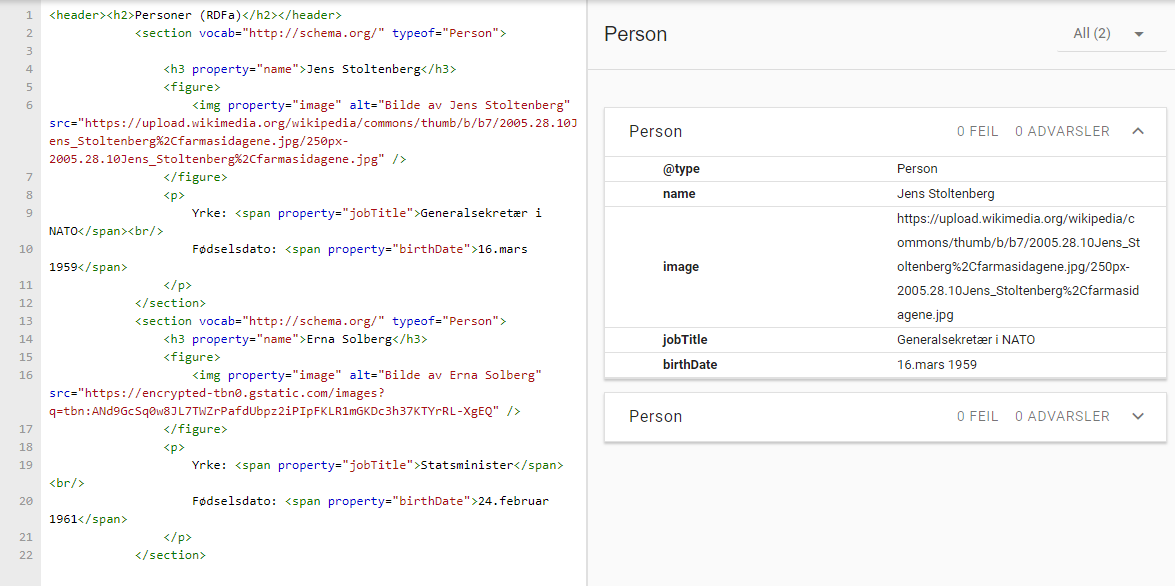 1 <header><h2>Personer (RDFa)</h2></header>
2 <section vocab="http://schema.org/" typeof="Person">
3
4 <h3 property="name">Jens Stoltenberg</h3>
5 <figure>
6 <img property="image" alt="Bilde av Jens Stoltenberg"
src="https://upload.wikimedia.org/wikipedia/commons/thumb/b/b7/2005.28.10J
ens_Stoltenberg%2Cfarmasidagene.jpg/250px-
2005.28.10Jens_Stoltenberg%2Cfarmasidagene.jpg" />
7 </figure>
8 <p>
9 Yrke: <span property="jobTitle">Generalsekretær i
NATO</span><br/>
10 Fødselsdato: <span property="birthDate">16.mars
1959</span>
11 </p>
12 </section>
13 <section vocab="http://schema.org/" typeof="Person">
14 <h3 property="name">Erna Solberg</h3>
15 <figure>
16 <img property="image" alt="Bilde av Erna Solberg"
src="https://encrypted-tbn0.gstatic.com/images?
q=tbn:ANd9GcSq0w8JL7TWZrPafdUbpz2iPIpFKLR1mGKDc3h37KTYrRL-XgEQ" />
17 </figure>
18 <p>
19 Yrke: <span property="jobTitle">Statsminister</span>
<br/>
20 Fødselsdato: <span property="birthDate">24.februar
1961</span>
21 </p>
22 </section>
Person All (2)
Person 0 FEIL 0 ADVARSLER
@type Person
name Jens Stoltenberg
image https://upload.wikimedia.org/wikipedia/c
ommons/thumb/b/b7/2005.28.10Jens_St
oltenberg%2Cfarmasidagene.jpg/250px-
2005.28.10Jens_Stoltenberg%2Cfarmasid
agene.jpg
jobTitle Generalsekretær i NATO
birthDate 16.mars 1959
Person 0 FEIL 0 ADVARSLER